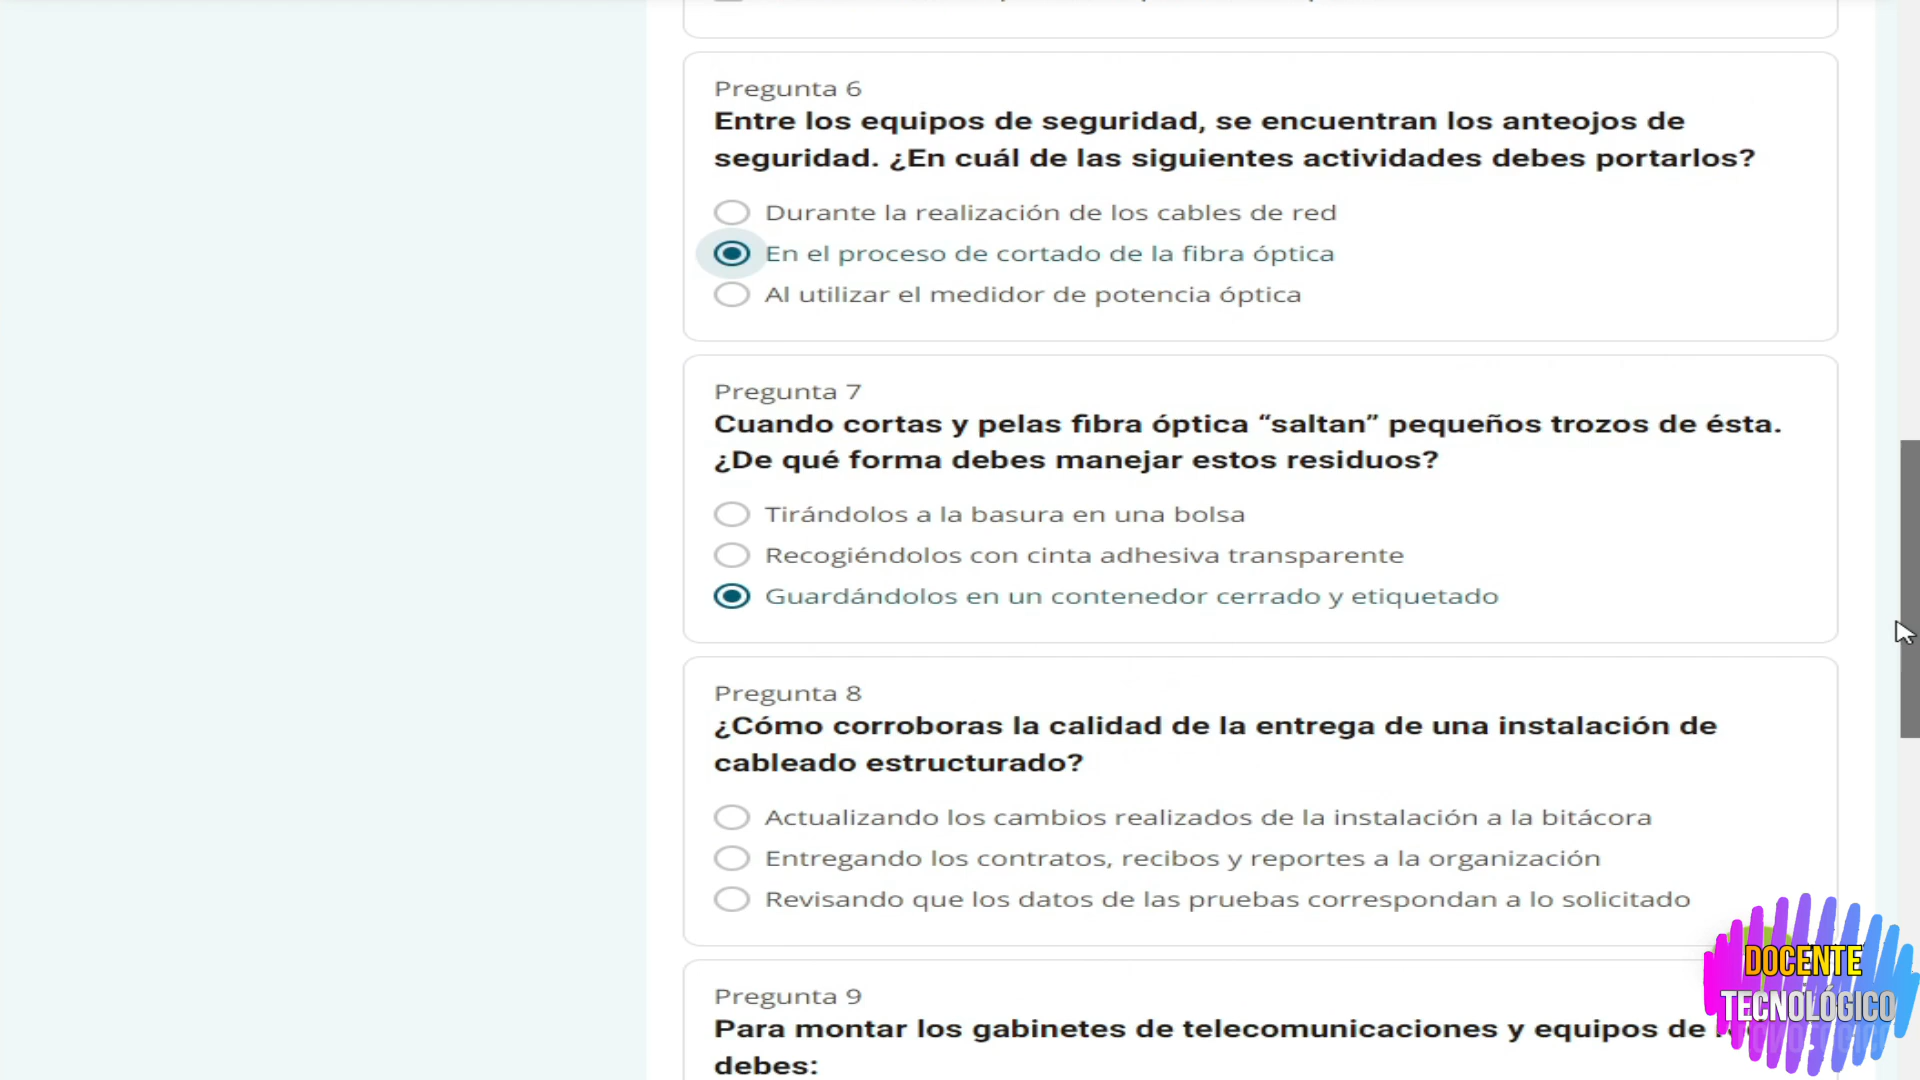 Pregunta 6
Entre los equipos de seguridad, se encuentran los anteojos de
seguridad. ¿En cuál de las siguientes actividades debes portarlos?
Durante la realización de los cables de red
En el proceso de cortado de la fibra óptica
Al utilizar el medidor de potencia óptica
Pregunta 7
Cuando cortas y pelas fibra óptica “saltan” pequeños trozos de ésta.
¿De qué forma debes manejar estos residuos?
Tirándolos a la basura en una bolsa
Recogiéndolos con cinta adhesiva transparente
Guardándolos en un contenedor cerrado y etiquetado
Pregunta 8
¿Cómo corroboras la calidad de la entrega de una instalación de
cableado estructurado?
Actualizando los cambios realizados de la instalación a la bitácora
Entregando los contratos, recibos y reportes a la organización
Revisando que los datos de las pruebas correspondan a lo solicitado
Pregunta 9
Para montar los gabinetes de telecomunicaciones y equipos de
debes:
DOCENTE
TECNOLÓGICO